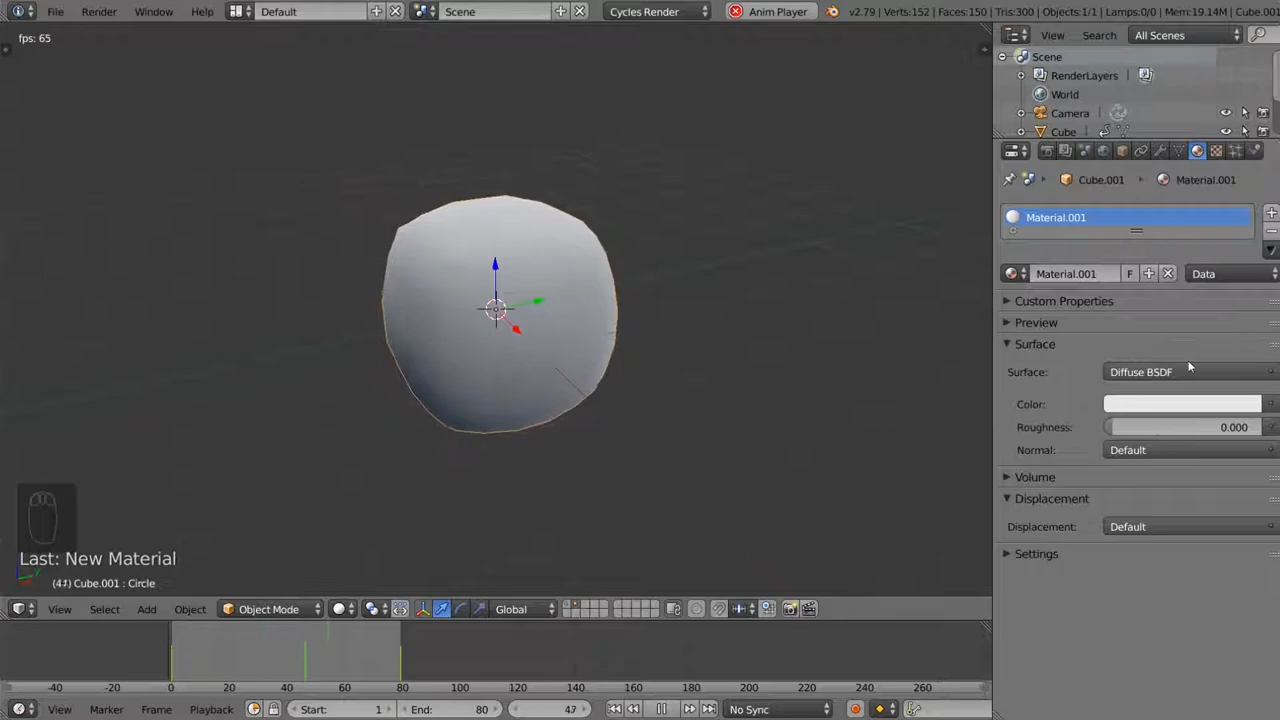 File Render Window Help Default Scene Cycles Render Anim Player v2.79 | Verts:152 | Faces:150 | Tris:300 | Objects:1/1 | Lamps:0/0 | Mem:19.14M | Cube.001
fps: 65
View Search All Scenes
Scene
RenderLayers
World
Camera
Cube
Cube.001 Material.001
Material.001
Material.001 F Data
Custom Properties
Preview
Surface
Surface: Diffuse BSDF
Color:
Roughness: 0.000
Normal: Default
Volume
Displacement
Displacement: Default
Settings
Last: New Material
(41) Cube.001 : Circle
View Select Add Object Object Mode Global
-40 -20 0 20 40 60 80 100 120 140 160 180 200 220 240 260
View Marker Frame Playback Start: 1 End: 80 47 No Sync